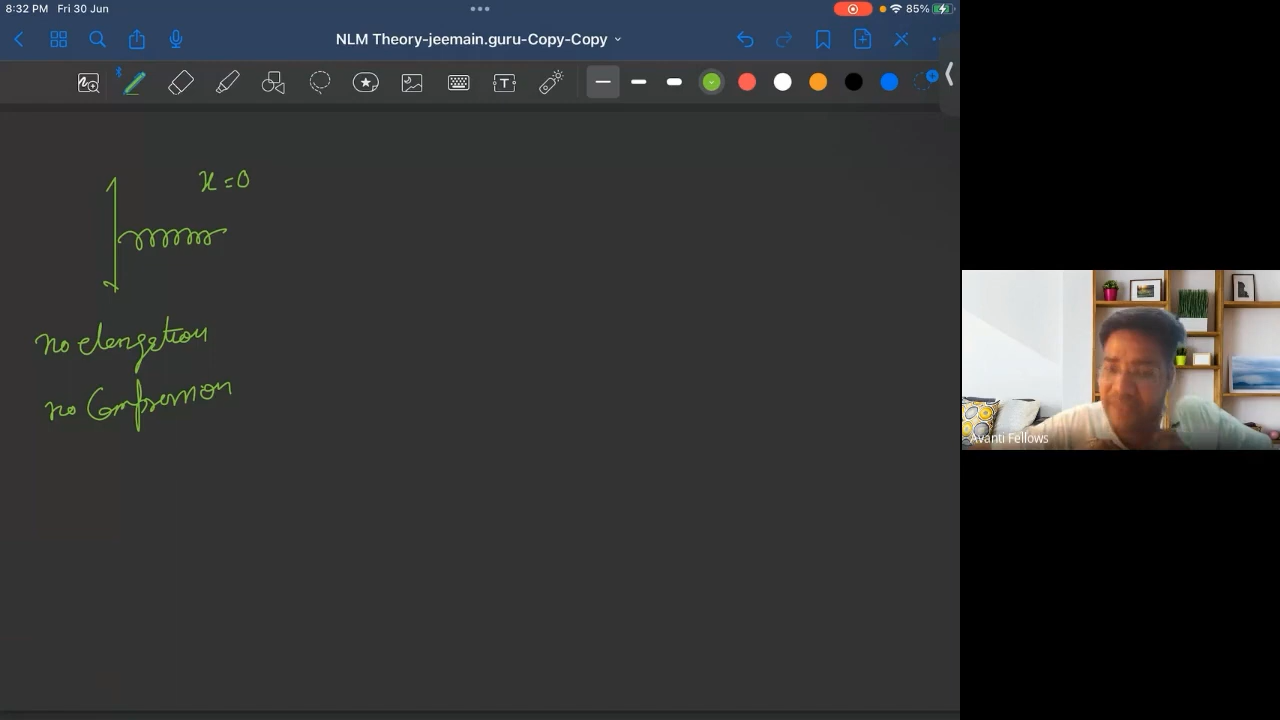 8:32 PM Fri 30 Jun
85%
NLM Theory-jeemain.guru-Copy-Copy
T
x = 0
no elongation
no Compression
Avanti Fellows